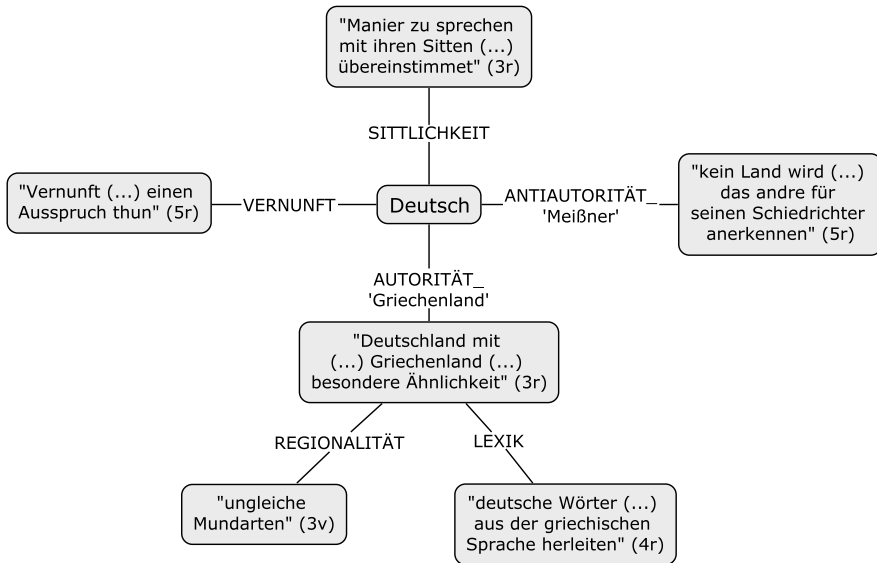 "Manier zu sprechen
mit ihren Sitten (...)
übereinstimmet" (3r)
SITTLICHKEIT
"Vernunft (...) einen
Ausspruch thun" (5r)
VERNUNFT
Deutsch
ANTIAUTORITÄT_
'Meißner'
"kein Land wird (...)
das andre für
seinen Schiedrichter
anerkennen" (5r)
AUTORITÄT_
'Griechenland'
"Deutschland mit
(...) Griechenland (...)
besondere Ähnlichkeit" (3r)
REGIONALITÄT
LEXIK
"ungleiche
Mundarten" (3v)
"deutsche Wörter (...)
aus der griechischen
Sprache herleiten" (4r)